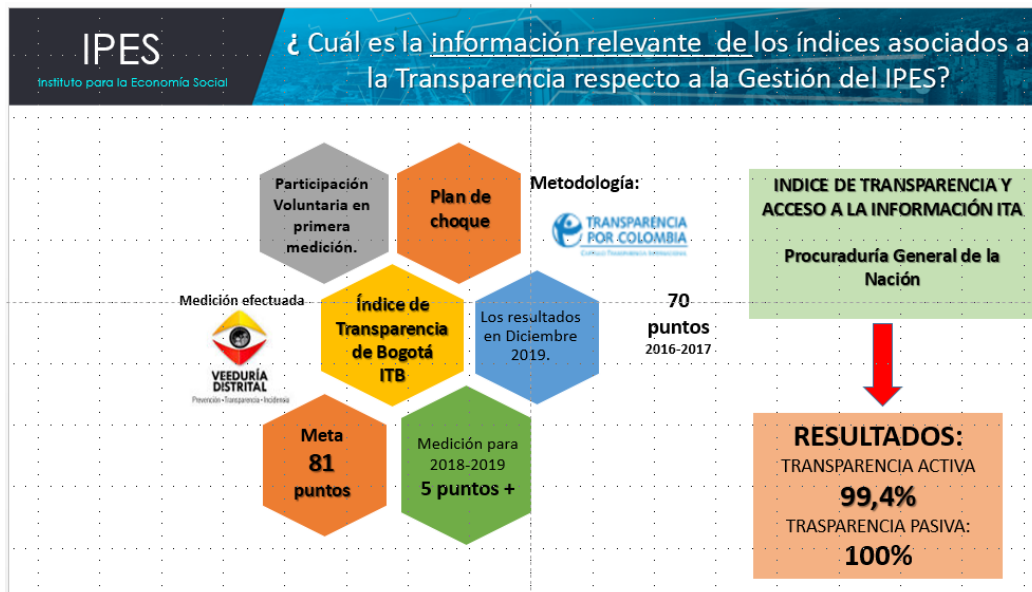 IPES
Instituto para la Economía Social
¿ Cuál es la información relevante de los índices asociados a
la Transparencia respecto a la Gestión del IPES?
Participación
Voluntaria en
primera
medición.
Plan de
choque
Metodología:
TRANSPARENCIA
POR COLOMBIA
Medición efectuada
VEEDURÍA
DISTRITAL
Prevención•Transparencia•Incidencia
Índice de
Transparencia
de Bogotá
ITB
Los resultados
en Diciembre
2019.
70
puntos
2016-2017
Meta
81
puntos
Medición para
2018-2019
5 puntos +
INDICE DE TRANSPARENCIA Y
ACCESO A LA INFORMACIÓN ITA
Procuraduría General de la
Nación
RESULTADOS:
TRANSPARENCIA ACTIVA
99,4%
TRASPARENCIA PASIVA:
100%